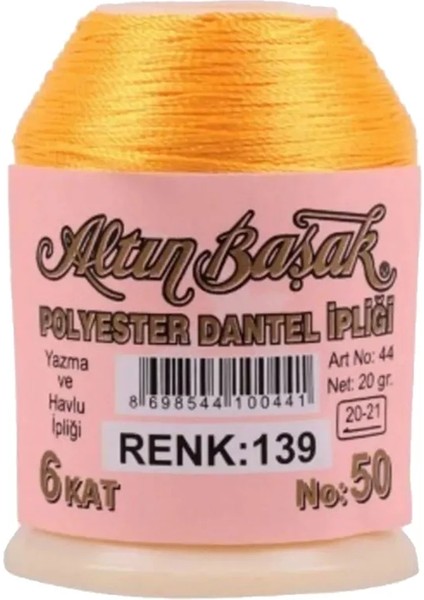 Altın Başak®
POLYESTER DANTEL İPLİĞİ
Yazma
ve
Havlu
İpliği
Art No: 44
Net: 20 gr.
20-21
8 698544 100441
RENK:139
6 KAT
No: 50